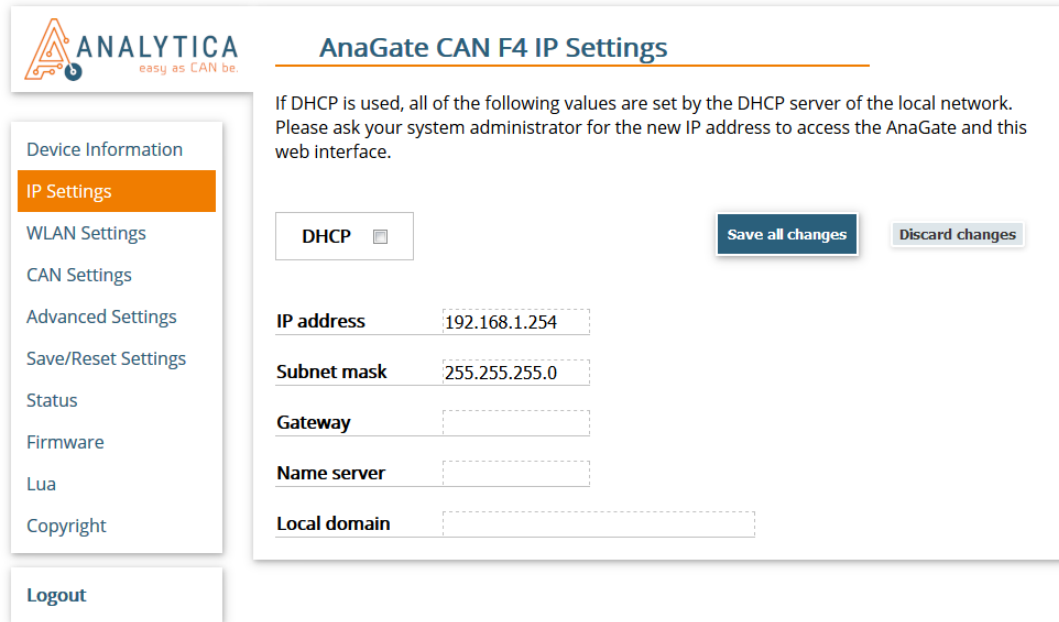 ANALYTICA
easy as CAN be.
AnaGate CAN F4 IP Settings
If DHCP is used, all of the following values are set by the DHCP server of the local network.
Please ask your system administrator for the new IP address to access the AnaGate and this
web interface.
Device Information
IP Settings
WLAN Settings
CAN Settings
Advanced Settings
Save/Reset Settings
Status
Firmware
Lua
Copyright
Logout
DHCP
Save all changes
Discard changes
IP address 192.168.1.254
Subnet mask 255.255.255.0
Gateway
Name server
Local domain